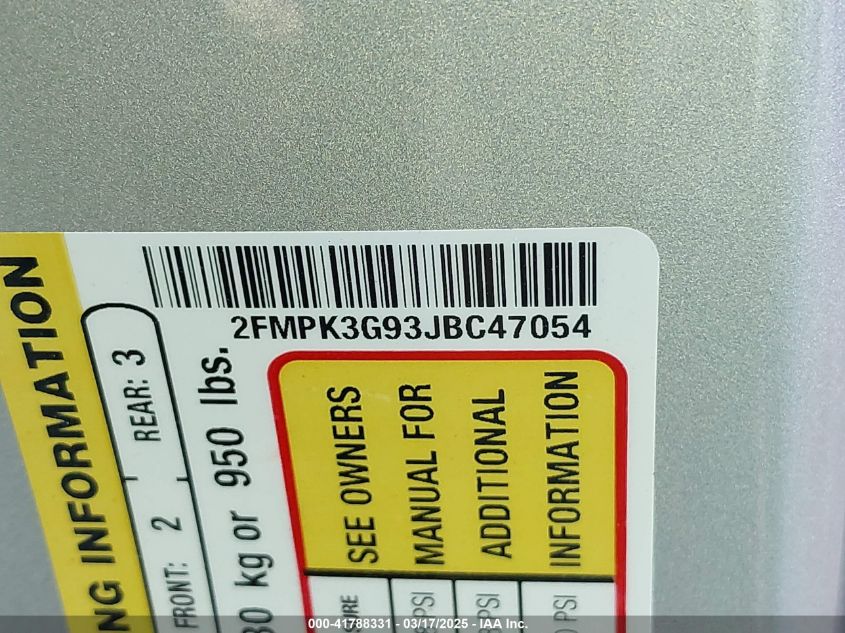 2FMPK3G93JBC47054
NG INFORMATION
FRONT: 2 REAR: 3
kg or 950 lbs.
SEE OWNERS
MANUAL FOR
ADDITIONAL
INFORMATION
PSI
PSI
PSI
000-41788331 - 03/17/2025 - IAA Inc.